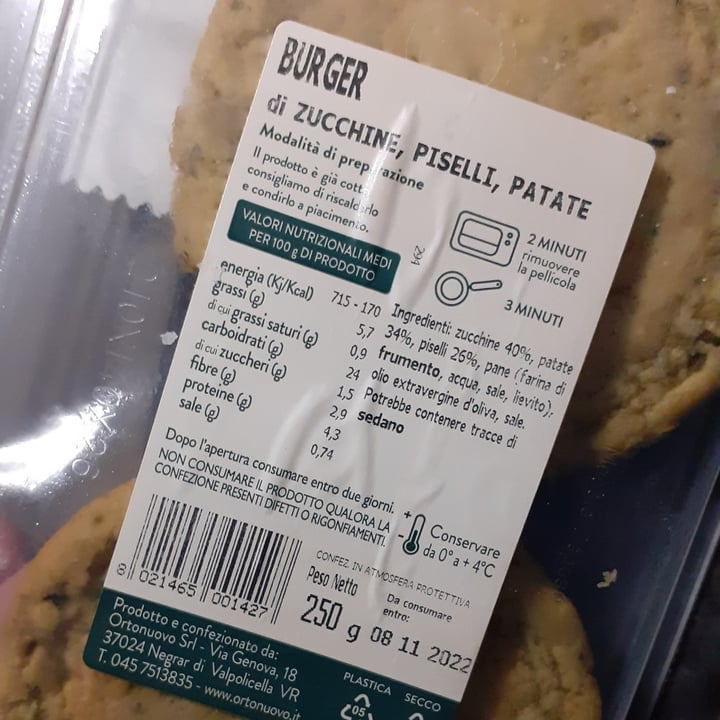 BURGER
di ZUCCHINE, PISELLI, PATATE
Modalità di preparazione
Il prodotto è già cotto
consigliamo di riscaldarlo
e condirlo a piacimento.
2 MINUTI
rimuovere
la pellicola
3 MINUTI
VALORI NUTRIZIONALI MEDI
PER 100 g DI PRODOTTO
294
energia (Kj/Kcal) 715 - 170
grassi (g) 5,7
di cui grassi saturi (g) 0,9
carboidrati (g) 24
di cui zuccheri (g) 1,5
fibre (g) 2,9
proteine (g) 4,3
sale (g) 0,74
Ingredienti: zucchine 40%, patate
34%, piselli 26%, pane (farina di
frumento, acqua, sale, lievito),
olio extravergine d'oliva, sale.
Potrebbe contenere tracce di
sedano
Dopo l'apertura consumare entro due giorni.
NON CONSUMARE IL PRODOTTO QUALORA LA
CONFEZIONE PRESENTI DIFETTI O RIGONFIAMENTI.
+
-
Conservare
da 0° a + 4°C
CONFEZ. IN ATMOSFERA PROTETTIVA
Peso Netto
250 g
Da consumare
entro:
08 11 2022
8 021465 001427
Prodotto e confezionato da:
Ortonuovo Srl - Via Genova, 18
37024 Negrar di Valpolicella VR
T. 045 7513835 - www.ortonuovo.it
PLASTICA SECCO
05